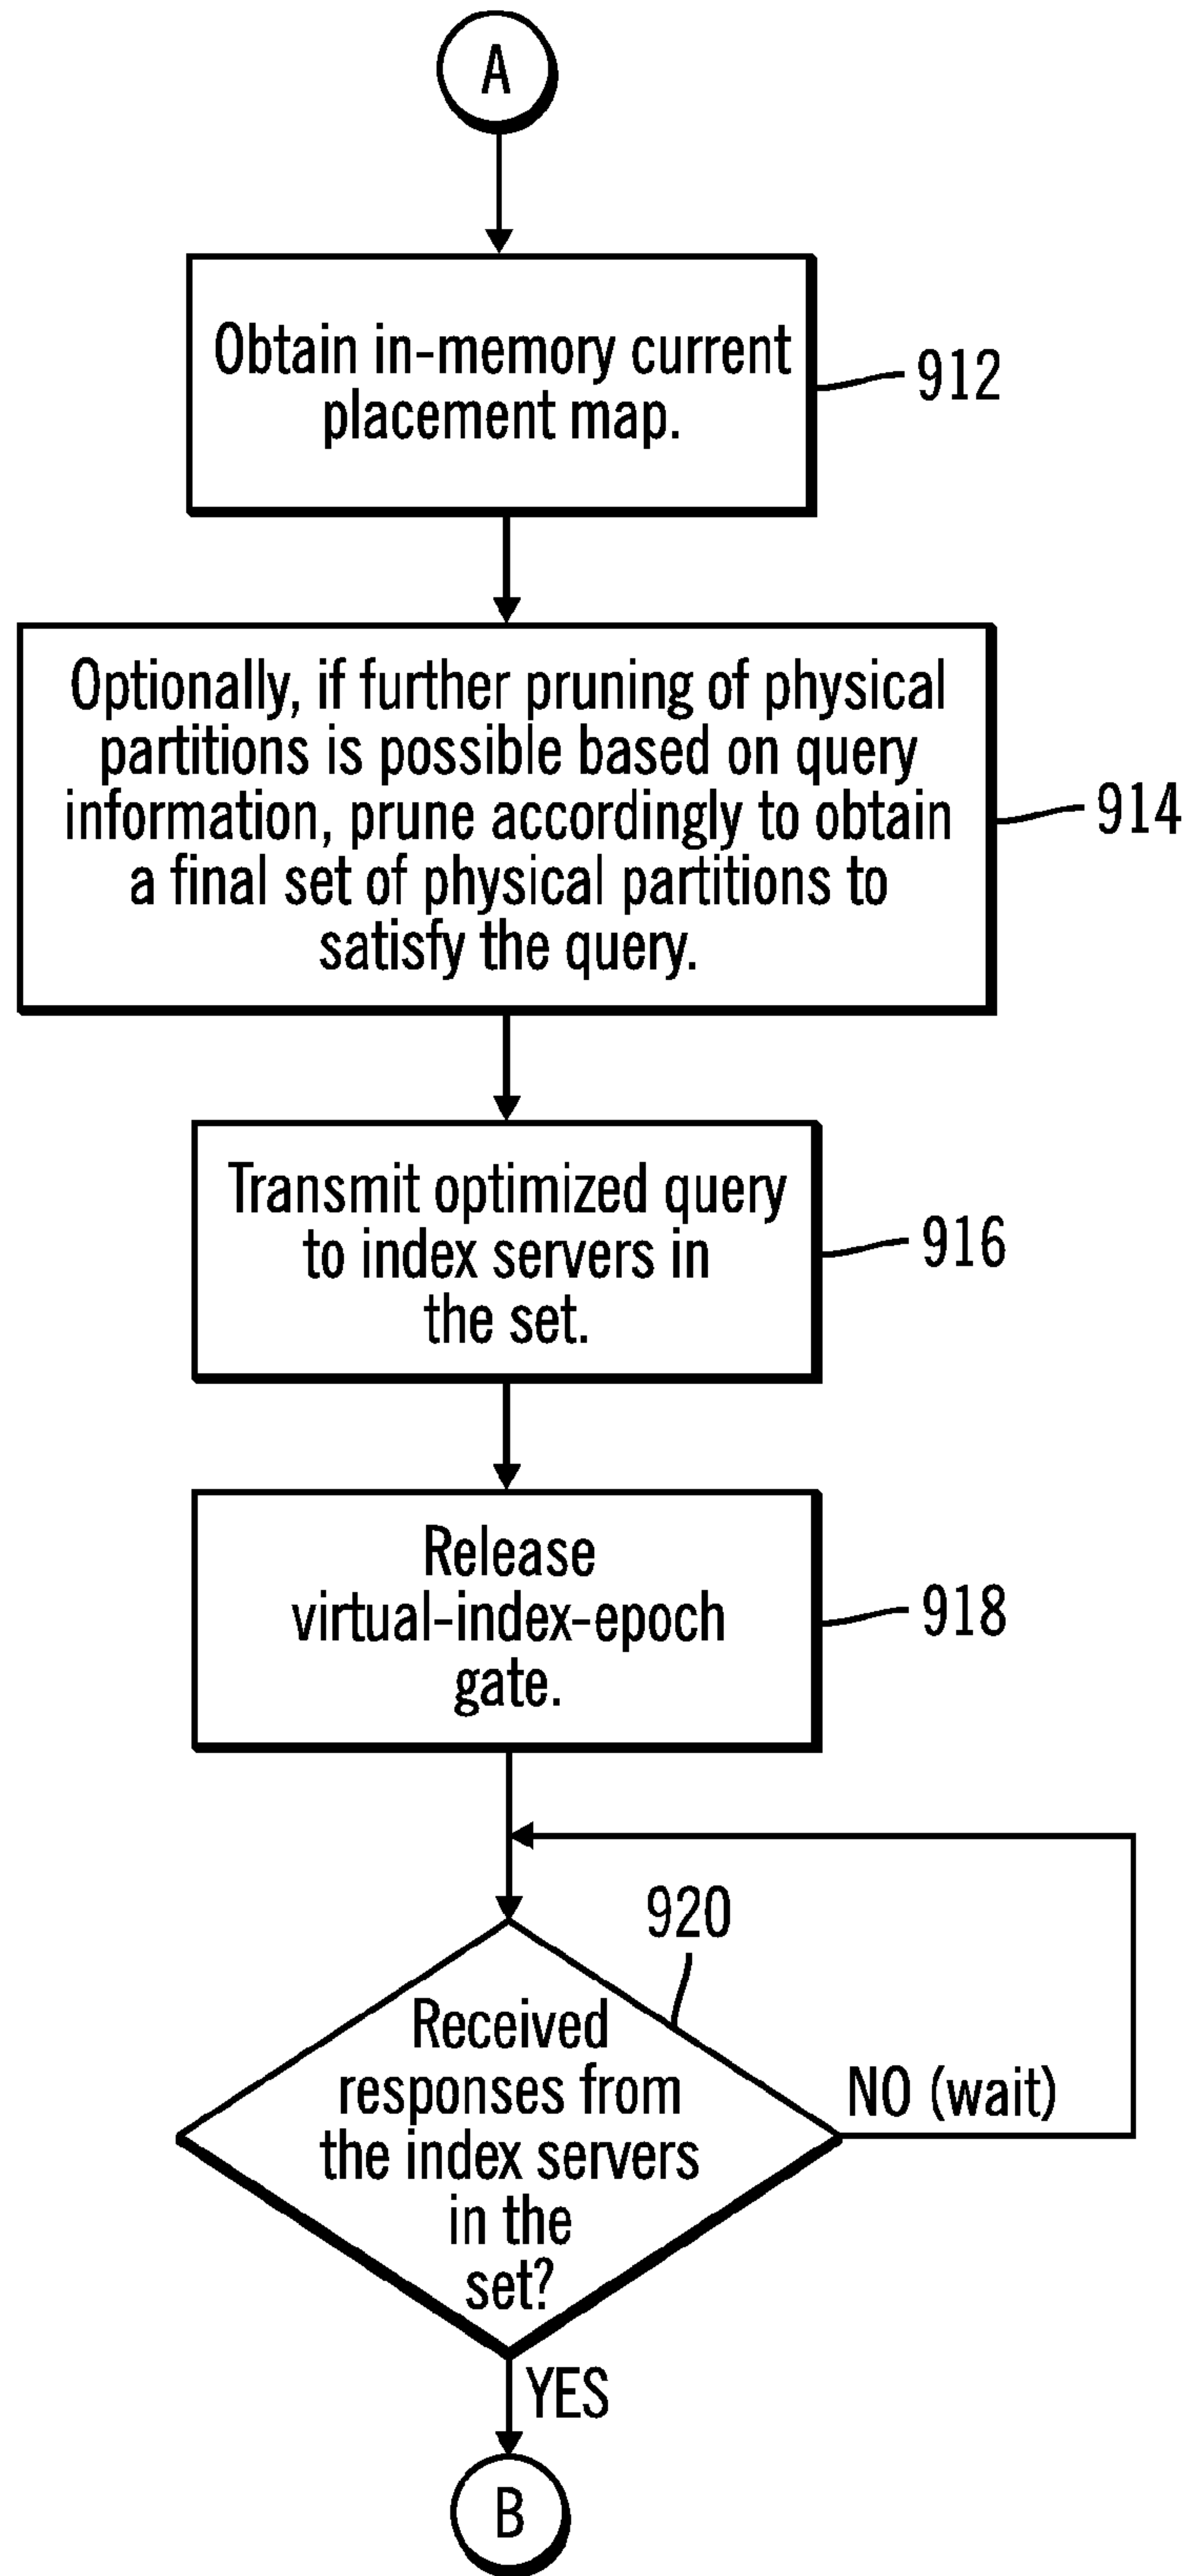 A
Obtain in-memory current
placement map.
912
Optionally, if further pruning of physical
partitions is possible based on query
information, prune accordingly to obtain
a final set of physical partitions to
satisfy the query.
914
Transmit optimized query
to index servers in
the set.
916
Release
virtual-index-epoch
gate.
918
920
Received
responses from
the index servers
in the
set?
NO (wait)
YES
B